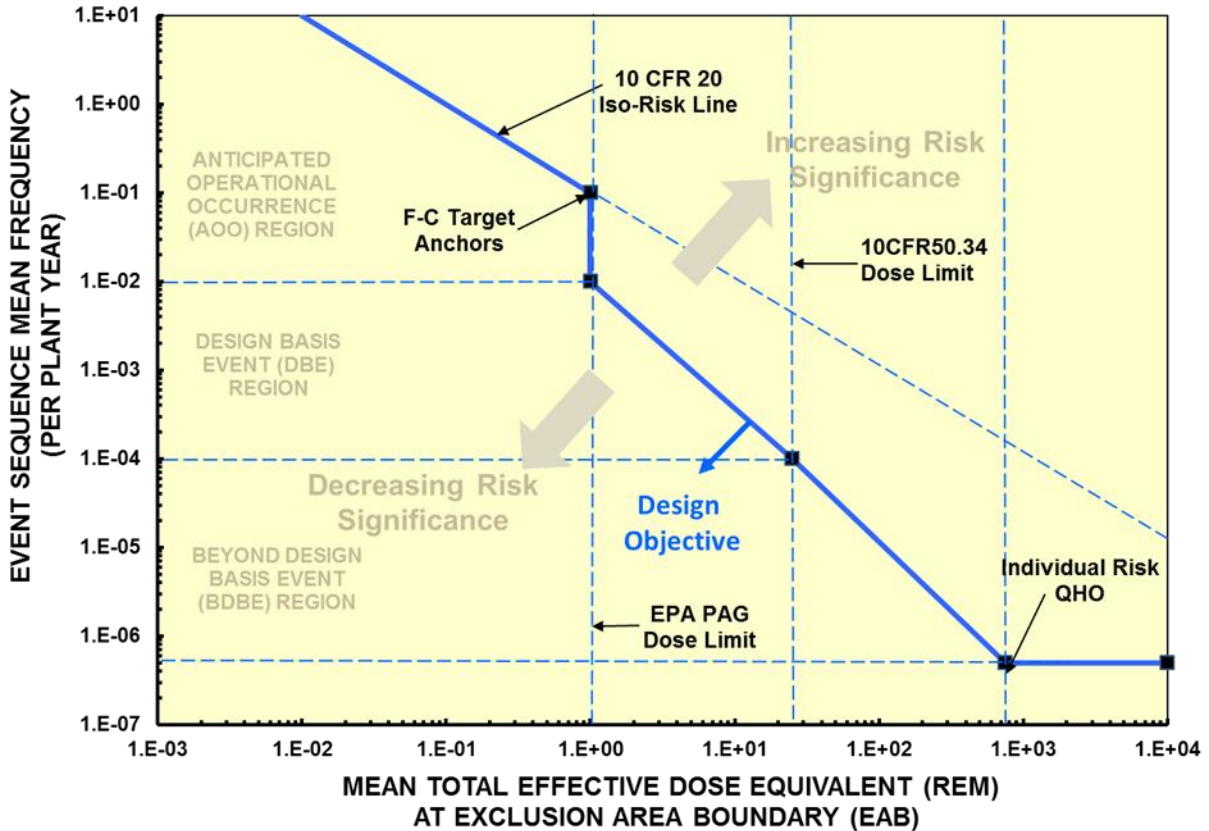 EVENT SEQUENCE MEAN FREQUENCY
(PER PLANT YEAR)
1.E+01
1.E+00
1.E-01
1.E-02
1.E-03
1.E-04
1.E-05
1.E-06
1.E-07
10 CFR 20
Iso-Risk Line
Increasing Risk
Significance
ANTICIPATED
OPERATIONAL
OCCURRENCE
(AOO) REGION
F-C Target
Anchors
10CFR50.34
Dose Limit
DESIGN BASIS
EVENT (DBE)
REGION
Decreasing Risk
Significance
Design
Objective
BEYOND DESIGN
BASIS EVENT
(BDBE) REGION
Individual Risk
QHO
EPA PAG
Dose Limit
1.E-03
1.E-02
1.E-01
1.E+00
1.E+01
1.E+02
1.E+03
1.E+04
MEAN TOTAL EFFECTIVE DOSE EQUIVALENT (REM)
AT EXCLUSION AREA BOUNDARY (EAB)